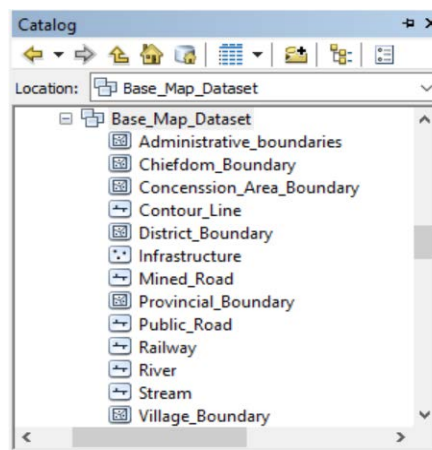 Catalog
Location: Base_Map_Dataset
Base_Map_Dataset
Administrative_boundaries
Chiefdom_Boundary
Concenssion_Area_Boundary
Contour_Line
District_Boundary
Infrastructure
Mined_Road
Provincial_Boundary
Public_Road
Railway
River
Stream
Village_Boundary